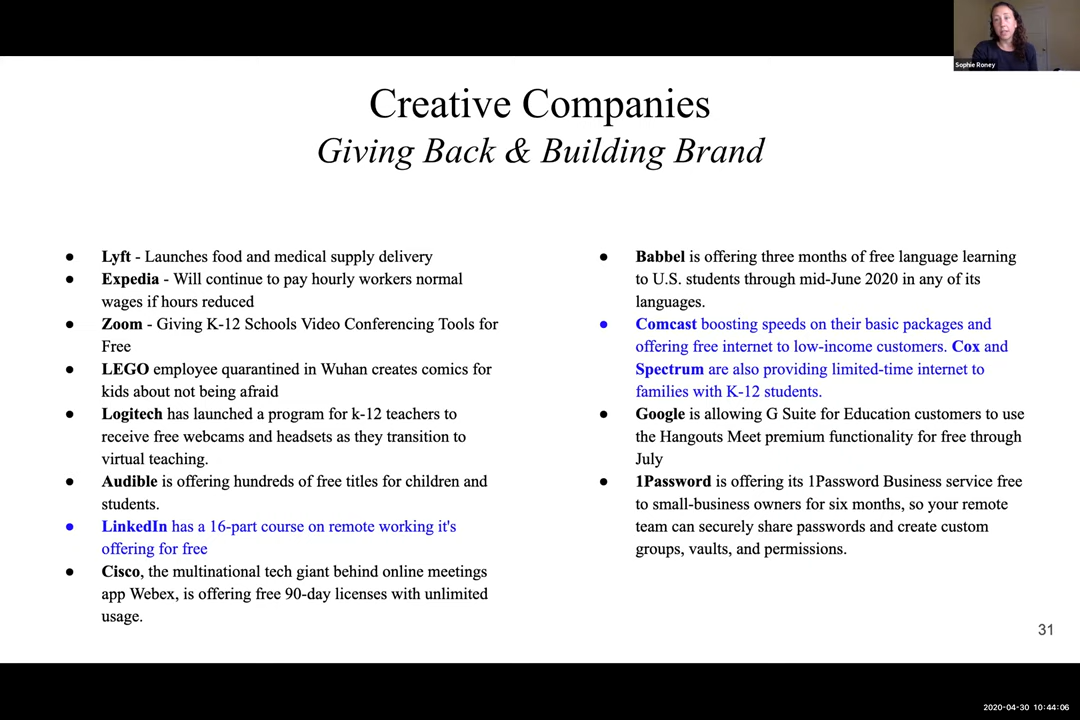 Sophie Roney
Creative Companies
Giving Back & Building Brand
● Lyft - Launches food and medical supply delivery
● Expedia - Will continue to pay hourly workers normal
wages if hours reduced
● Zoom - Giving K-12 Schools Video Conferencing Tools for
Free
● LEGO employee quarantined in Wuhan creates comics for
kids about not being afraid
● Logitech has launched a program for k-12 teachers to
receive free webcams and headsets as they transition to
virtual teaching.
● Audible is offering hundreds of free titles for children and
students.
● LinkedIn has a 16-part course on remote working it's
offering for free
● Cisco, the multinational tech giant behind online meetings
app Webex, is offering free 90-day licenses with unlimited
usage.
● Babbel is offering three months of free language learning
to U.S. students through mid-June 2020 in any of its
languages.
● Comcast boosting speeds on their basic packages and
offering free internet to low-income customers. Cox and
Spectrum are also providing limited-time internet to
families with K-12 students.
● Google is allowing G Suite for Education customers to use
the Hangouts Meet premium functionality for free through
July
● 1Password is offering its 1Password Business service free
to small-business owners for six months, so your remote
team can securely share passwords and create custom
groups, vaults, and permissions.
31
2020-04-30 10:44:06